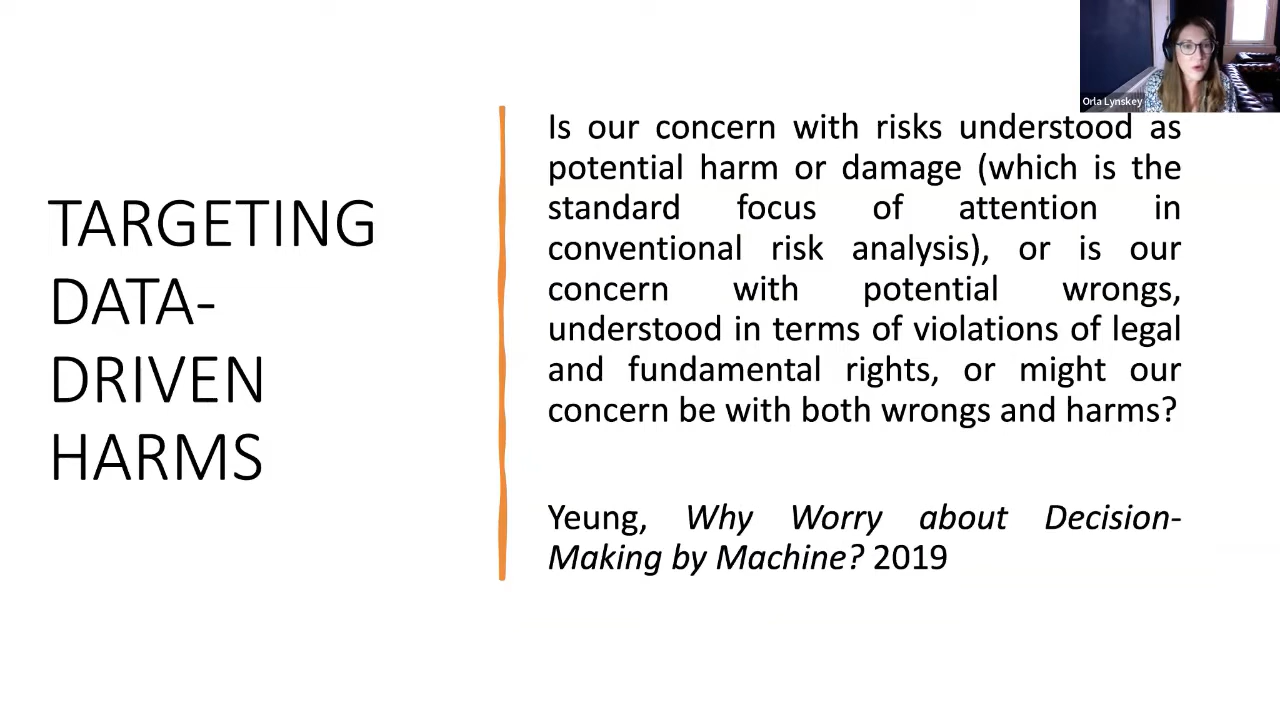 Orla Lynskey
TARGETING
DATA-
DRIVEN
HARMS
Is our concern with risks understood as
potential harm or damage (which is the
standard focus of attention in
conventional risk analysis), or is our
concern with potential wrongs,
understood in terms of violations of legal
and fundamental rights, or might our
concern be with both wrongs and harms?
Yeung, Why Worry about Decision-
Making by Machine? 2019